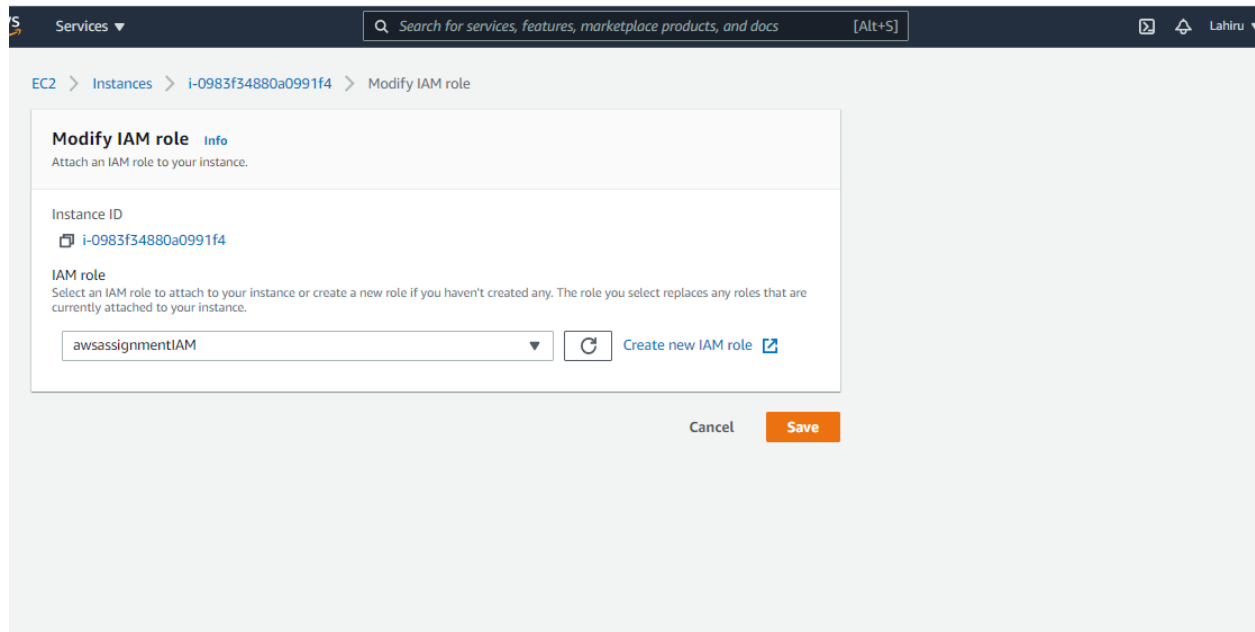 Services
Search for services, features, marketplace products, and docs [Alt+S]
Lahiru
EC2 > Instances > i-0983f34880a0991f4 > Modify IAM role
Modify IAM role Info
Attach an IAM role to your instance.
Instance ID
i-0983f34880a0991f4
IAM role
Select an IAM role to attach to your instance or create a new role if you haven't created any. The role you select replaces any roles that are
currently attached to your instance.
awsassignmentIAM
Create new IAM role
Cancel
Save